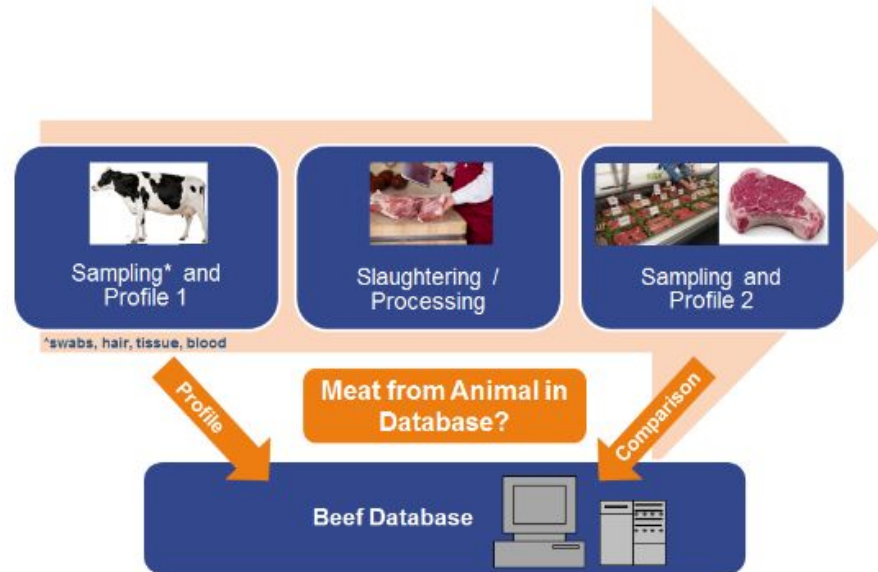 Sampling* and
Profile 1
Slaughtering /
Processing
Sampling and
Profile 2
*swabs, hair, tissue, blood
Profile
Meat from Animal in
Database?
Comparison
Beef Database